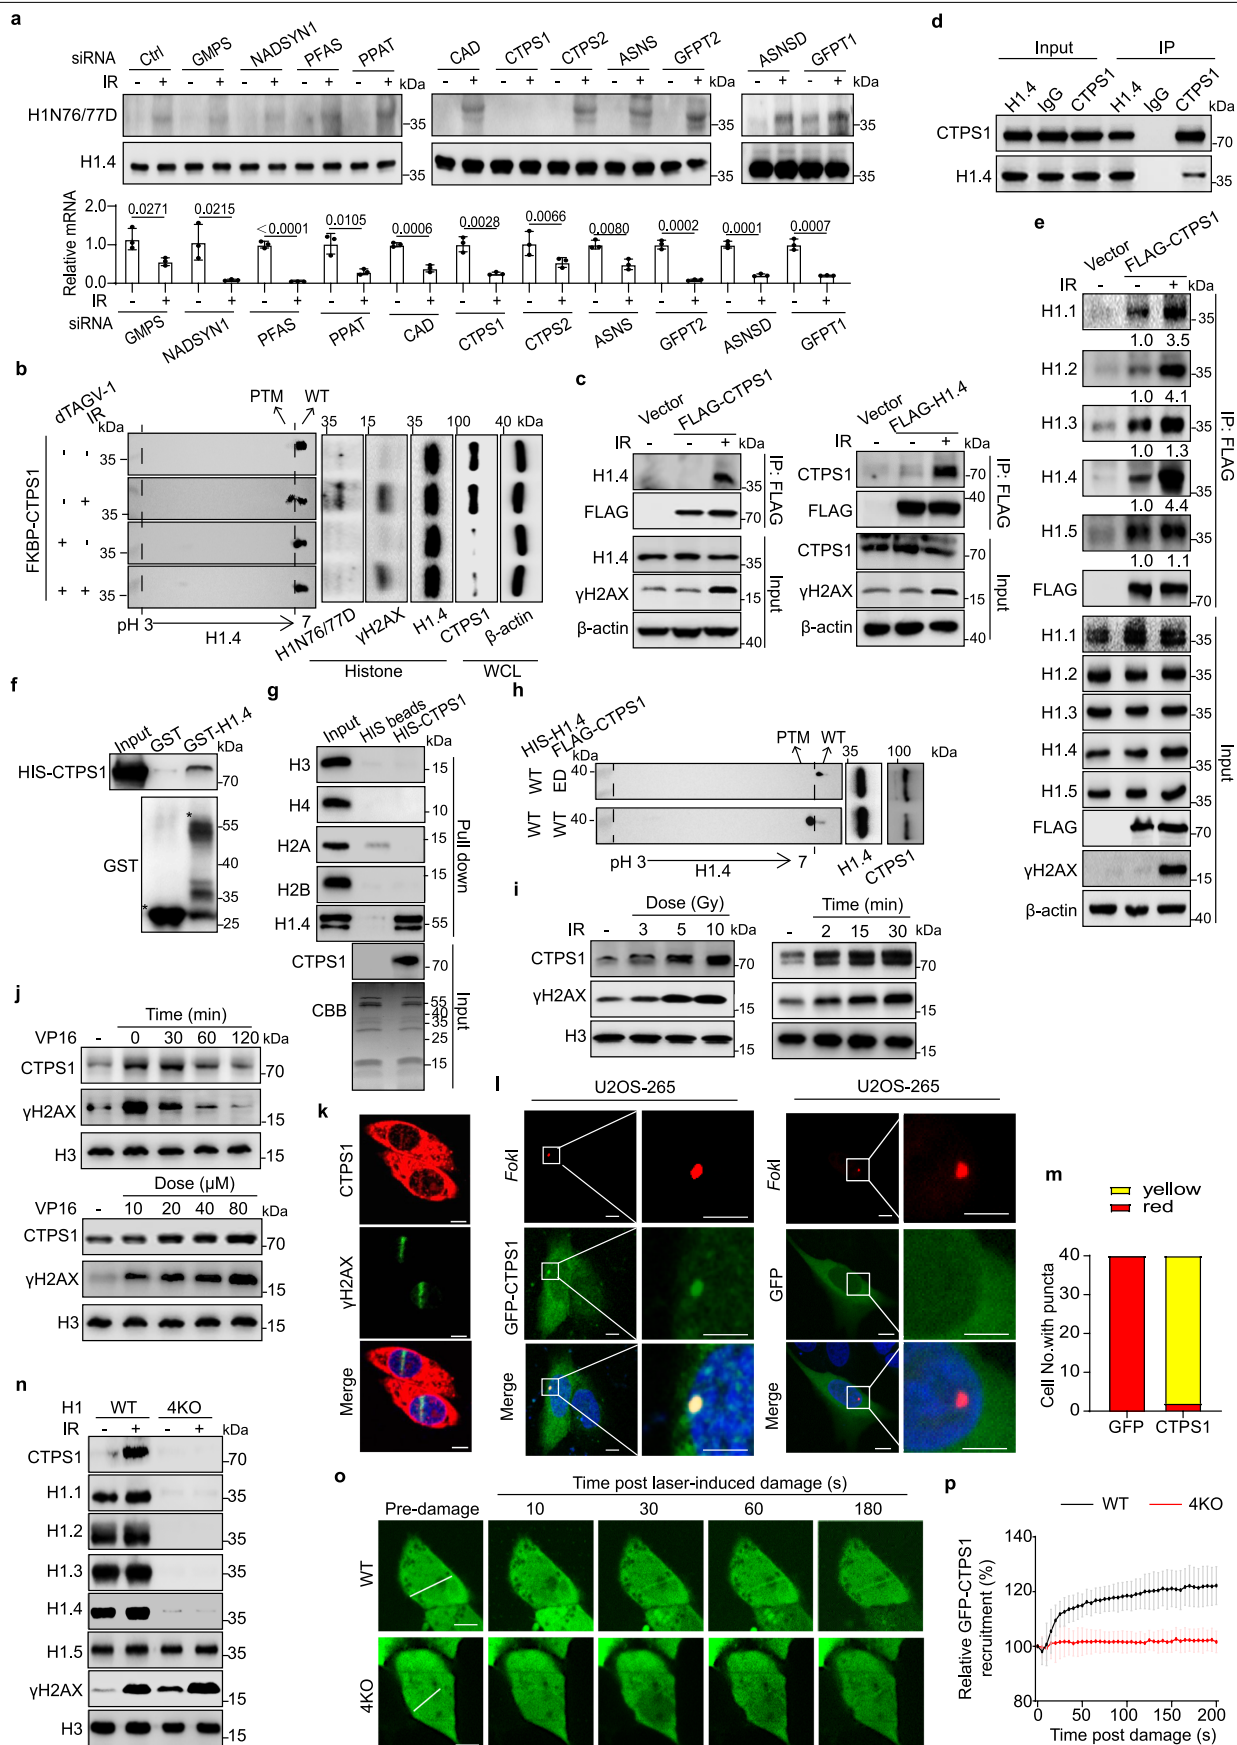 a
siRNA Ctrl GMPS NADSYN1 PFAS PPAT CAD CTPS1 CTPS2 ASNS GFPT2 ASNSD GFPT1
IR - + - + - + - + - + kDa - + - + - + - + - + kDa - + - + kDa
H1N76/77D -35 -35 -35
H1.4 -35 -35 -35
Relative mRNA
2.0
1.0
0.0
0.0271 0.0215 <0.0001 0.0105 0.0006 0.0028 0.0066 0.0080 0.0002 0.0001 0.0007
IR - + - + - + - + - + - + - + - + - + - + - +
siRNA GMPS NADSYN1 PFAS PPAT CAD CTPS1 CTPS2 ASNS GFPT2 ASNSD GFPT1
b
dTAGV-1
IR
kDa
PTM WT
35 15 35 100 40 kDa
FKBP-CTPS1
- - 35
- + 35
+ - 35
+ + 35
pH 3 H1.4 7
H1N76/77D γH2AX H1.4 CTPS1 β-actin
Histone WCL
c
Vector FLAG-CTPS1
IR - - + kDa
H1.4 -35
FLAG -70
IP: FLAG
H1.4 -35
γH2AX -15
β-actin -40
Input
Vector FLAG-H1.4
IR - - + kDa
CTPS1 -70
FLAG -40
IP: FLAG
CTPS1 -70
γH2AX -15
β-actin -40
Input
d
Input IP
H1.4 IgG CTPS1 H1.4 IgG CTPS1 kDa
CTPS1 -70
H1.4 -35
e
Vector FLAG-CTPS1
IR - - + kDa
H1.1 35
1.0 3.5
H1.2 -35
1.0 4.1
H1.3 -35
1.0 1.3
H1.4 -35
1.0 4.4
H1.5 -35
1.0 1.1
FLAG -70
IP: FLAG
H1.1 -35
H1.2 -35
H1.3 -35
H1.4 -35
H1.5 -35
FLAG -70
γH2AX -15
β-actin -40
Input
f
Input GST GST-H1.4
kDa
HIS-CTPS1 70
GST
* 55
40
35
* 25
g
Input HIS beads HIS-CTPS1
kDa
H3 -15
H4 -10
H2A -15
H2B -15
H1.4 -55
Pull down
CTPS1 -70
CBB
55
40
35
25
15
Input
h
HIS-H1.4
FLAG-CTPS1
kDa
PTM WT
35 100 kDa
WT ED 40
WT WT 40
pH 3 H1.4 7
H1.4 CTPS1
i
Dose (Gy) Time (min)
IR - 3 5 10 kDa - 2 15 30 kDa
CTPS1 -70 -70
γH2AX -15 -15
H3 -15 -15
j
Time (min)
VP16 - 0 30 60 120 kDa
CTPS1 -70
γH2AX -15
H3 -15
Dose (μM)
VP16 - 10 20 40 80 kDa
CTPS1 -70
γH2AX -15
H3 -15
k
CTPS1
γH2AX
Merge
l
U2OS-265 U2OS-265
FokI FokI
GFP-CTPS1 GFP
Merge Merge
m
yellow
red
Cell No.with puncta
40
30
20
10
0
GFP CTPS1
n
H1 WT 4KO
IR - + - + kDa
CTPS1 -70
H1.1 -35
H1.2 -35
H1.3 -35
H1.4 -35
H1.5 -35
γH2AX -15
H3 -15
o
Time post laser-induced damage (s)
Pre-damage 10 30 60 180
WT
4KO
p
WT 4KO
Relative GFP-CTPS1 recruitment (%)
140
120
100
80
0 50 100 150 200
Time post damage (s)